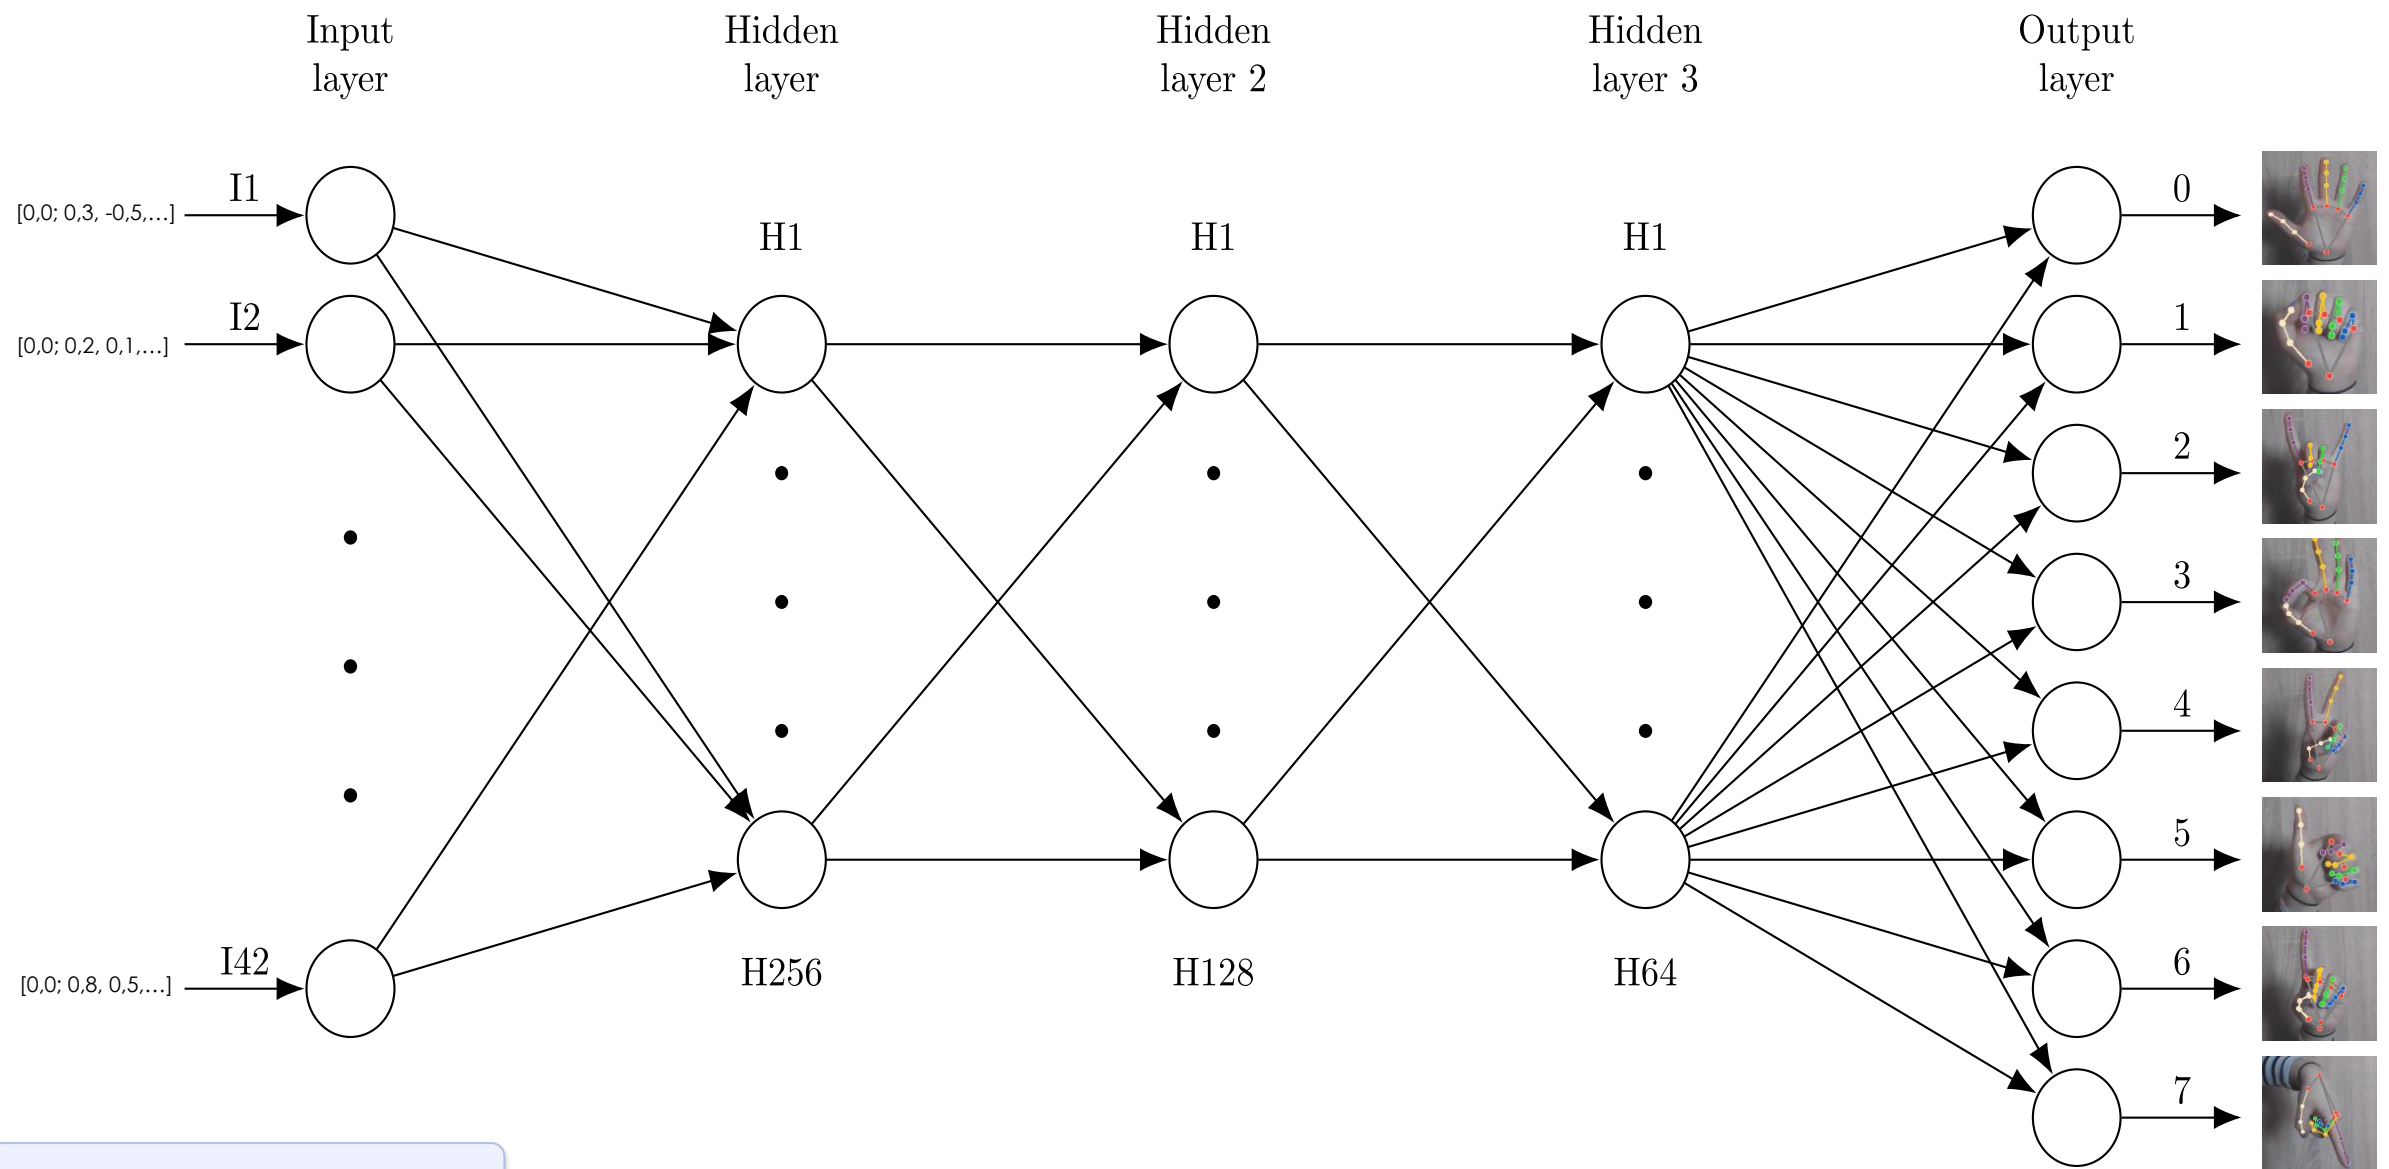 Input
layer
Hidden
layer
Hidden
layer 2
Hidden
layer 3
Output
layer
[0,0; 0,3, -0,5,...]
I1
[0,0; 0,2, 0,1,...]
I2
[0,0; 0,8, 0,5,...]
I42
H1
H256
H1
H128
H1
H64
0
1
2
3
4
5
6
7